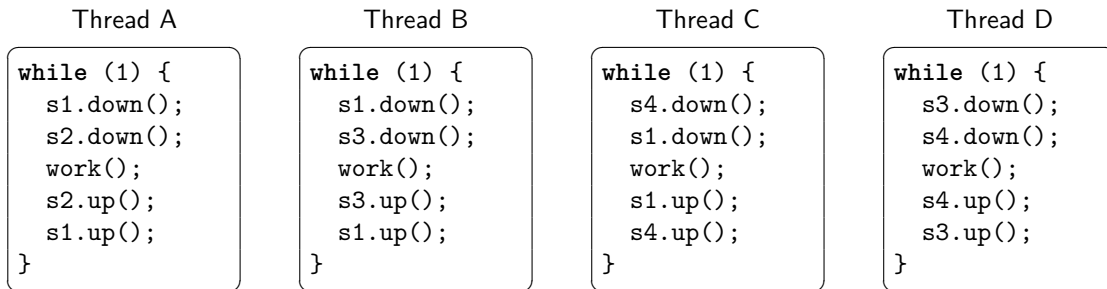 Thread A
while (1) {
  s1.down();
  s2.down();
  work();
  s2.up();
  s1.up();
}
Thread B
while (1) {
  s1.down();
  s3.down();
  work();
  s3.up();
  s1.up();
}
Thread C
while (1) {
  s4.down();
  s1.down();
  work();
  s1.up();
  s4.up();
}
Thread D
while (1) {
  s3.down();
  s4.down();
  work();
  s4.up();
  s3.up();
}